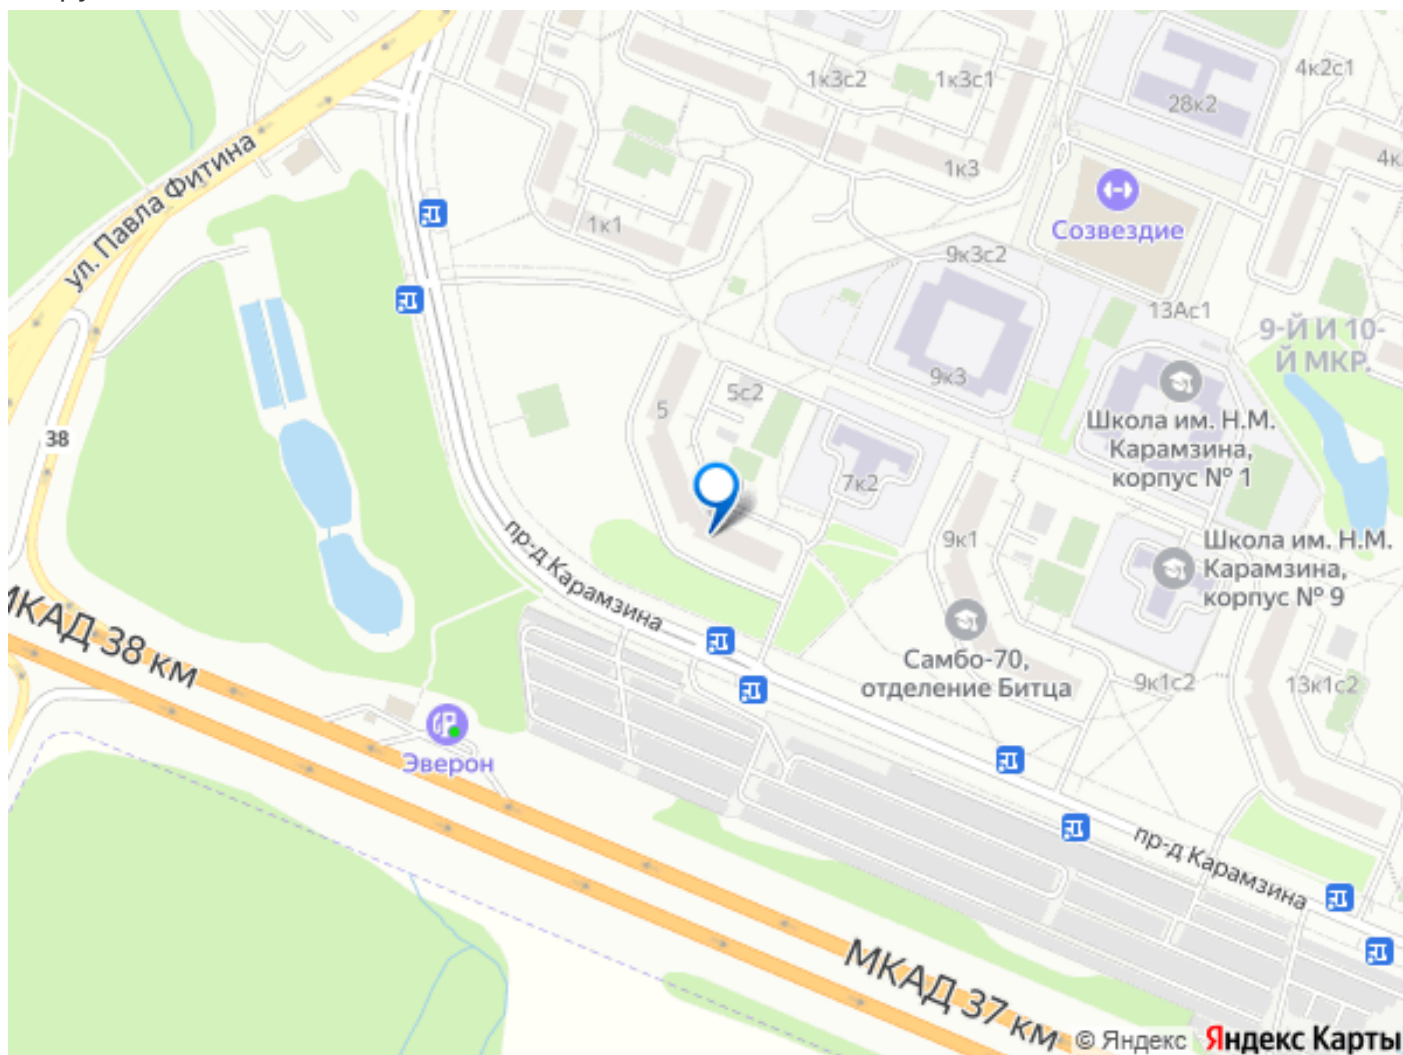 ул. Павла Фитина
1к3с2
1к3с1
4к2с1
28к2
1к3
4к
Созвездие
1к1
9к3с2
13Ас1
9-Й И 10-
Й МКР.
9к3
5с2
5
38
Школа им. Н.М.
Карамзина,
корпус № 1
7к2
9к1
Школа им. Н.М.
Карамзина,
корпус № 9
пр-д Карамзина
МКАД 38 км
Самбо-70,
отделение Битца
9к1с2
13к1с2
Эверон
пр-д Карамзина
МКАД 37 км
© Яндекс Яндекс Карты